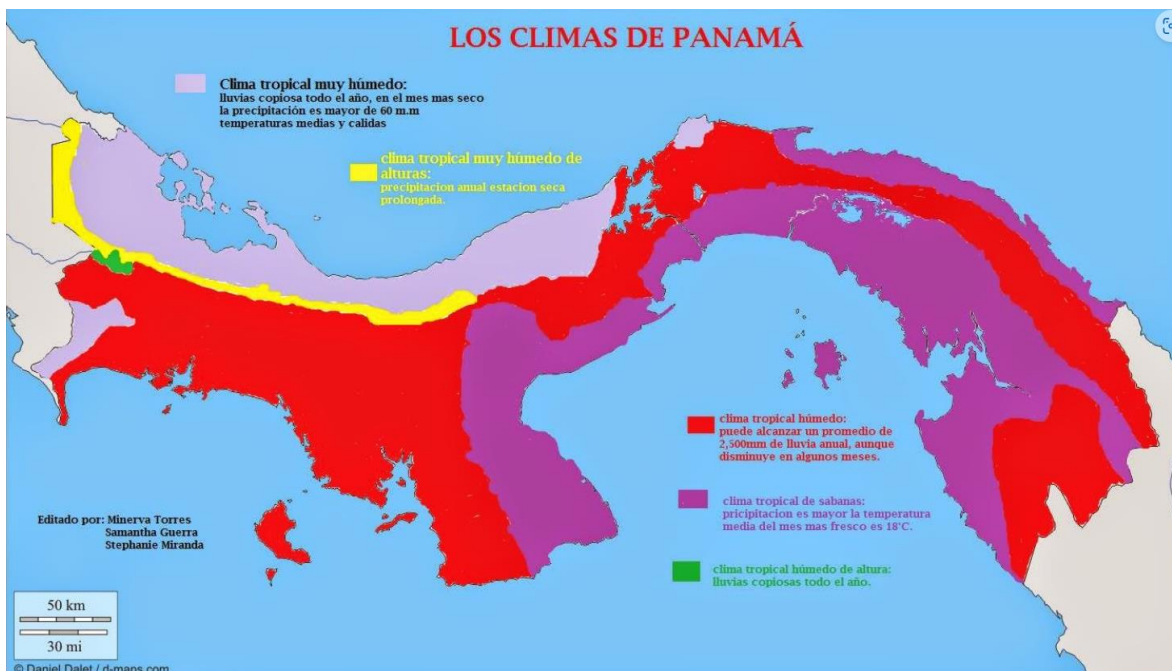 LOS CLIMAS DE PANAMÁ
Clima tropical muy húmedo:
lluvias copiosa todo el año, en el mes mas seco
la precipitación es mayor de 60 m.m
temperaturas medias y calidas
clima tropical muy húmedo de
alturas:
precipitacion anual estacion seca
prolongada.
clima tropical húmedo:
puede alcanzar un promedio de
2,500mm de lluvia anual, aunque
disminuye en algunos meses.
clima tropical de sabanas:
pricipitacion es mayor la temperatura
media del mes mas fresco es 18°C.
clima tropical húmedo de altura:
lluvias copiosas todo el año.
Editado por: Minerva Torres
Samantha Guerra
Stephanie Miranda
50 km
30 mi
© Daniel Dalet / d-maps.com